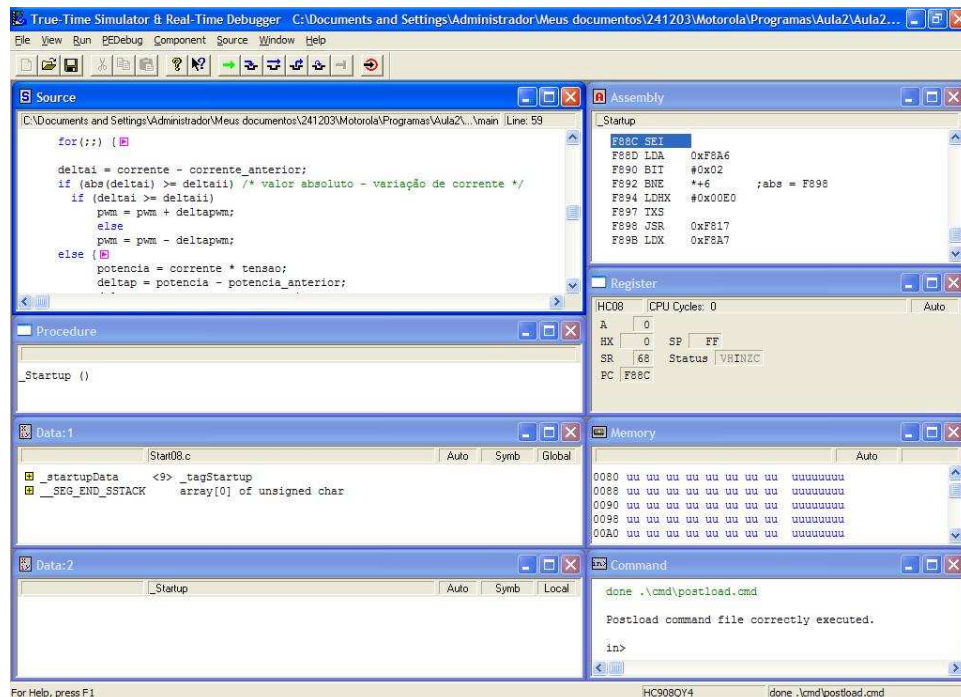 True-Time Simulator & Real-Time Debugger C:\Documents and Settings\Administrador\Meus documentos\241203\Motorola\Programas\Aula2\Aula2...
File View Run PEDebug Component Source Window Help
Source
C:\Documents and Settings\Administrador\Meus documentos\241203\Motorola\Programas\Aula2\...\main Line: 59
for(;;) {
deltai = corrente - corrente_anterior;
if (abs(deltai) >= deltaii) /* valor absoluto - variação de corrente */
if (deltai >= deltaii)
pwm = pwm + deltapwm;
else
pwm = pwm - deltapwm;
else {
potencia = corrente * tensao;
deltap = potencia - potencia_anterior;
Assembly
_Startup
F88C SEI
F88D LDA 0xF8A6
F890 BIT #0x02
F892 BNE *+6 ;abs = F898
F894 LDHX #0x00E0
F897 TXS
F898 JSR 0xF817
F89B LDX 0xF8A7
Register
HC08 CPU Cycles: 0 Auto
A 0
HX 0 SP FF
SR 68 Status VHINZC
PC F88C
Procedure
_Startup ()
Data:1
Start08.c Auto Symb Global
_startupData <9> _tagStartup
__SEG_END_SSTACK array[0] of unsigned char
Memory
Auto
0080 uu uu uu uu uu uu uu uu uuuuuuuu
0088 uu uu uu uu uu uu uu uu uuuuuuuu
0090 uu uu uu uu uu uu uu uu uuuuuuuu
0098 uu uu uu uu uu uu uu uu uuuuuuuu
00A0 uu uu uu uu uu uu uu uu uuuuuuuu
Data:2
_Startup Auto Symb Local
Command
done .\cmd\postload.cmd
Postload command file correctly executed.
in>
For Help, press F1 HC908QY4 done .\cmd\postload.cmd